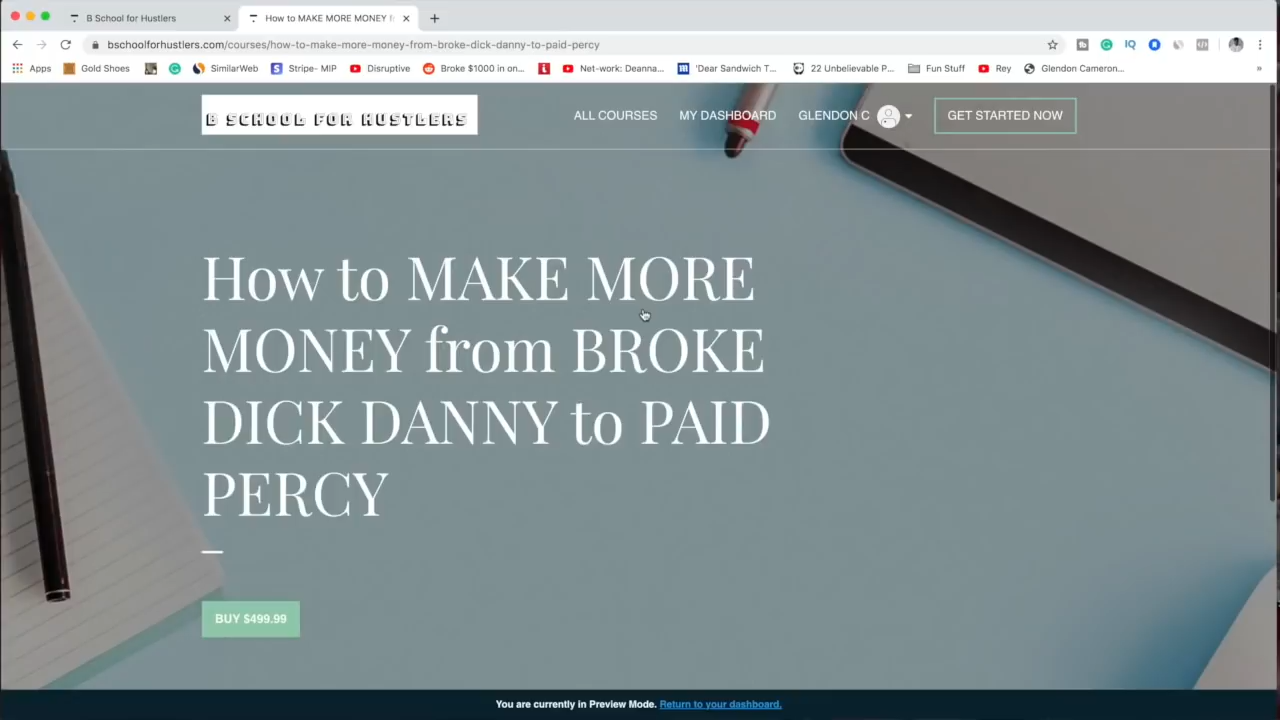 B School for Hustlers
How to MAKE MORE MONEY f
bschoolforhustlers.com/courses/how-to-make-more-money-from-broke-dick-danny-to-paid-percy
IQ
Apps Gold Shoes SimilarWeb Stripe- MIP Disruptive Broke $1000 in on... Net-work: Deanna... 'Dear Sandwich T... 22 Unbelievable P... Fun Stuff Rey Glendon Cameron... »
B SCHOOL FOR HUSTLERS
ALL COURSES MY DASHBOARD GLENDON C GET STARTED NOW
How to MAKE MORE
MONEY from BROKE
DICK DANNY to PAID
PERCY
BUY $499.99
You are currently in Preview Mode. Return to your dashboard.